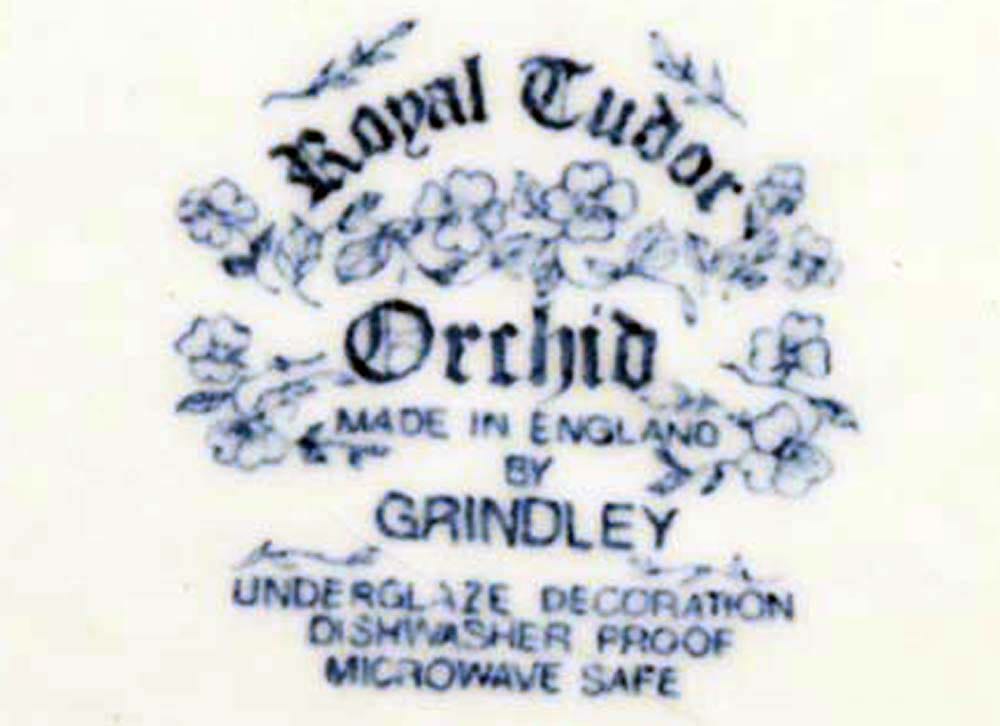 Royal Tudor
Orchid
MADE IN ENGLAND
BY
GRINDLEY
UNDERGLAZE DECORATION
DISHWASHER PROOF
MICROWAVE SAFE